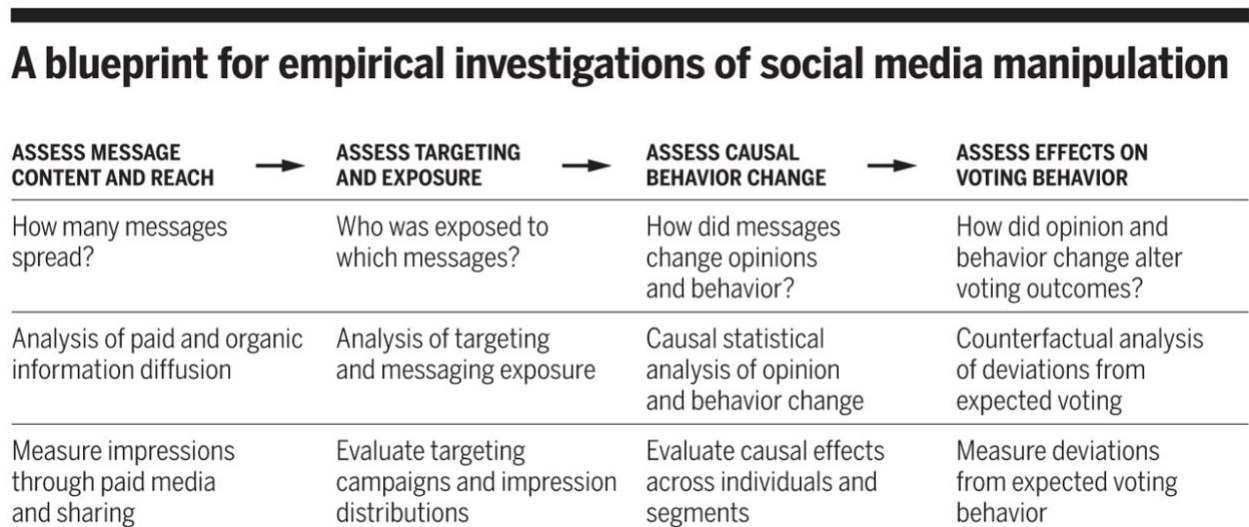 A blueprint for empirical investigations of social media manipulation
ASSESS MESSAGE
CONTENT AND REACH
ASSESS TARGETING
AND EXPOSURE
ASSESS CAUSAL
BEHAVIOR CHANGE
ASSESS EFFECTS ON
VOTING BEHAVIOR
How many messages
spread?
Who was exposed to
which messages?
How did messages
change opinions
and behavior?
How did opinion and
behavior change alter
voting outcomes?
Analysis of paid and organic
information diffusion
Analysis of targeting
and messaging exposure
Causal statistical
analysis of opinion
and behavior change
Counterfactual analysis
of deviations from
expected voting
Measure impressions
through paid media
and sharing
Evaluate targeting
campaigns and impression
distributions
Evaluate causal effects
across individuals and
segments
Measure deviations
from expected voting
behavior